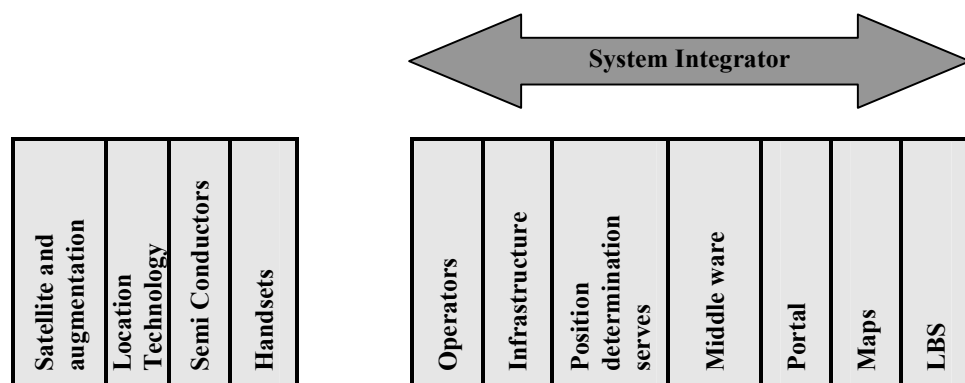 System Integrator
Satellite and
augmentation
Location
Technology
Semi Conductors
Handsets
Operators
Infrastructure
Position
determination
serves
Middle ware
Portal
Maps
LBS